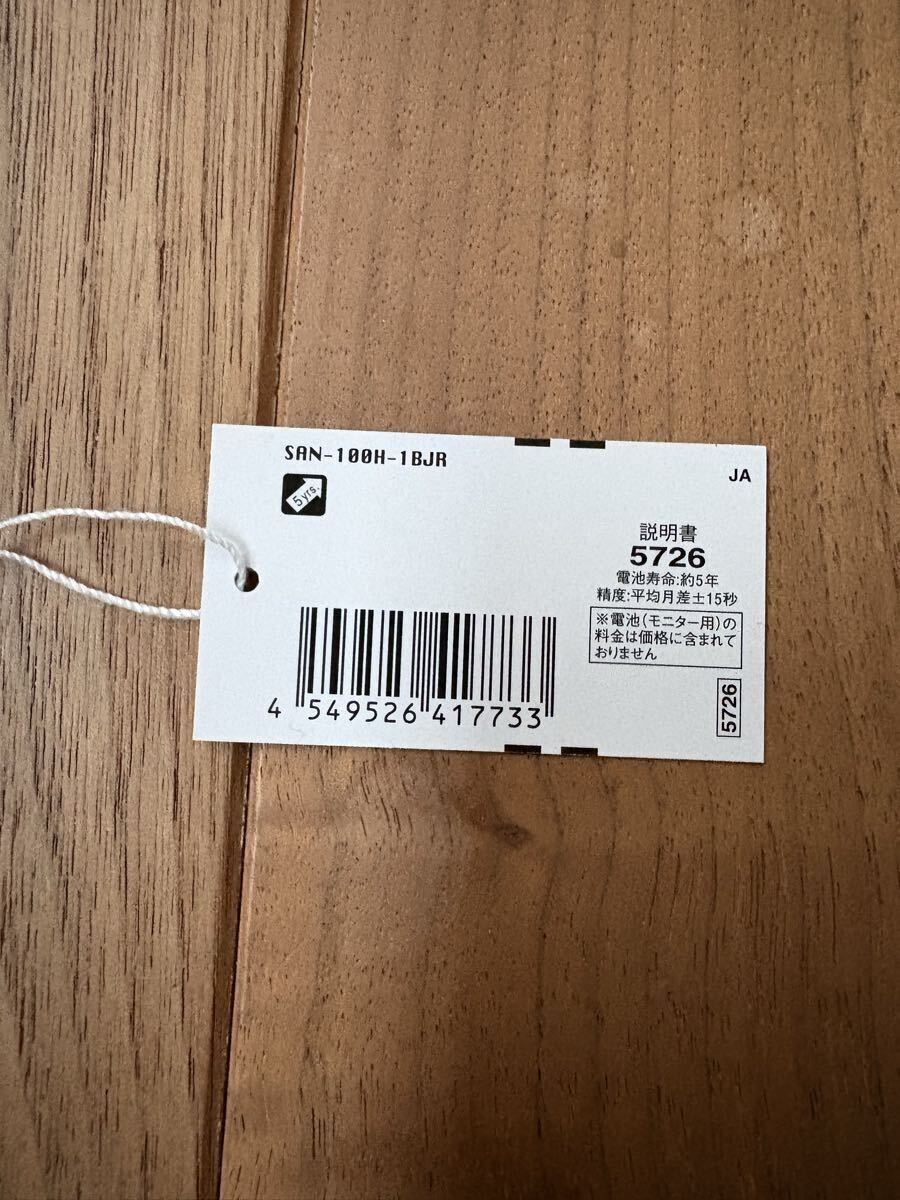 SAN-100H-1BJR
5 yrs.
JA
説明書
5726
電池寿命:約5年
精度:平均月差±15秒
※電池(モニター用)の
料金は価格に含まれて
おりません
5726
4 549526 417733